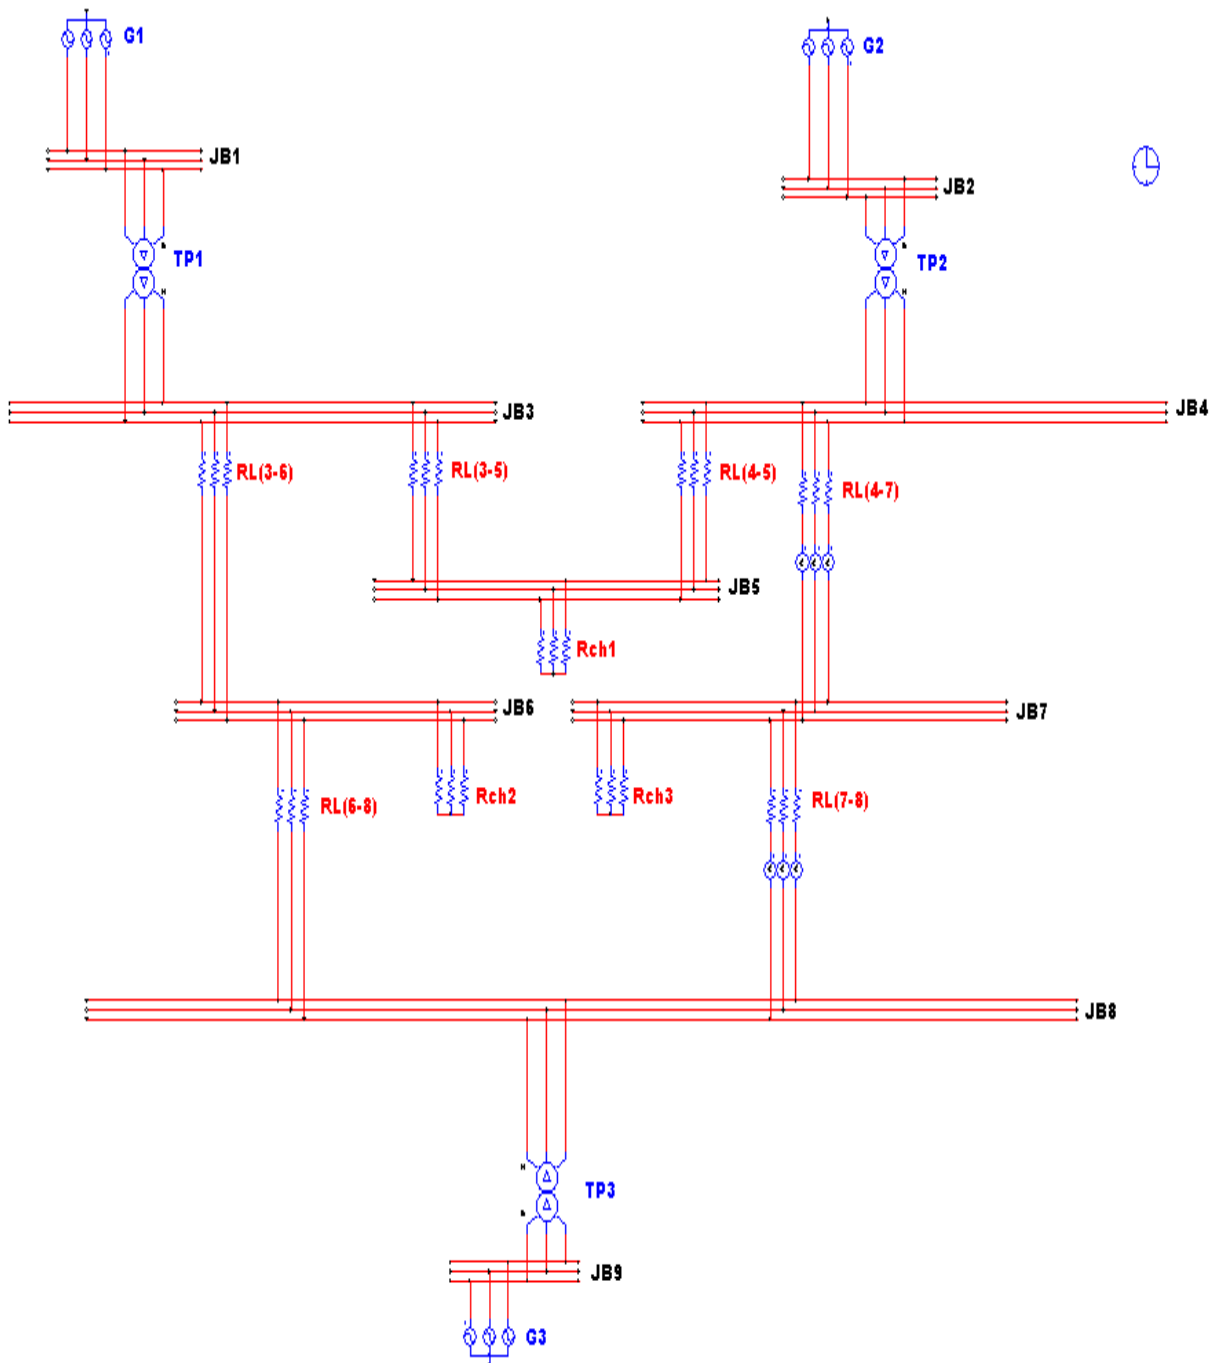 G1
G2
JB1
JB2
TP1
TP2
JB3
JB4
RL(3-6)
RL(3-5)
RL(4-5)
RL(4-7)
JB5
Rch1
JB6
JB7
Rch2
Rch3
RL(6-8)
RL(7-8)
JB8
TP3
JB9
G3